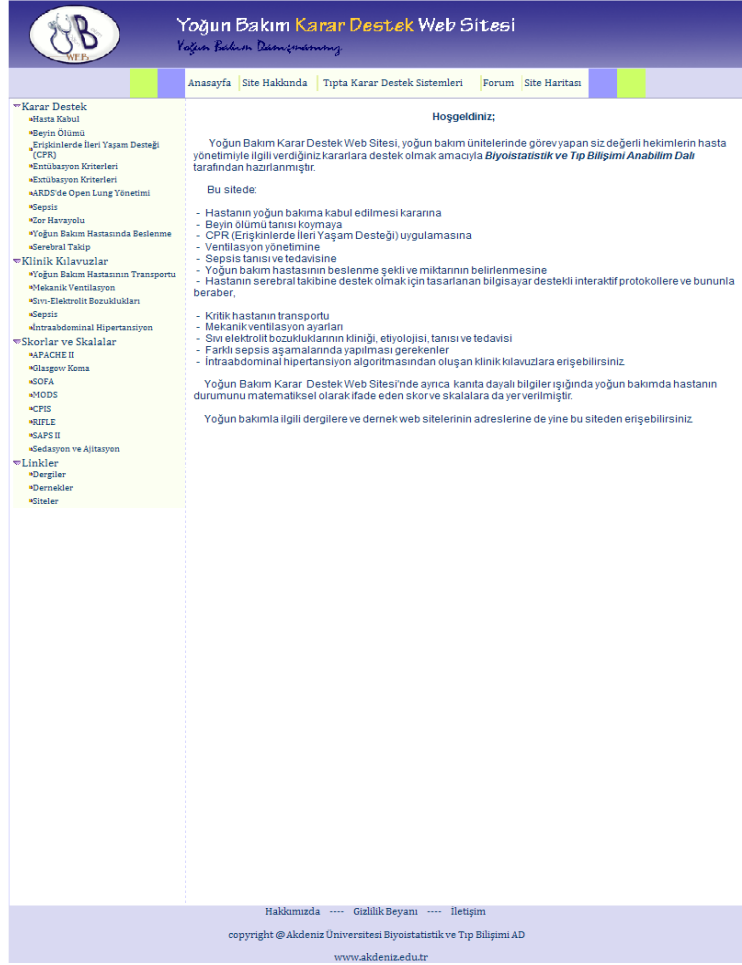 YB
WEB
Yoğun Bakım Karar Destek Web Sitesi
Yoğun Bakım Danışmanınız
Anasayfa Site Hakkında Tıpta Karar Destek Sistemleri Forum Site Haritası
Karar Destek
Hasta Kabul
Beyin Ölümü
Erişkinlerde İleri Yaşam Desteği
(CPR)
Entübasyon Kriterleri
Extübasyon Kriterleri
ARDS'de Open Lung Yönetimi
Sepsis
Zor Havayolu
Yoğun Bakım Hastasında Beslenme
Serebral Takip
Klinik Kılavuzlar
Yoğun Bakım Hastasının Transportu
Mekanik Ventilasyon
Sıvı-Elektrolit Bozuklukları
Sepsis
İntraabdominal Hipertansiyon
Skorlar ve Skalalar
APACHE II
Glasgow Koma
SOFA
MODS
CPIS
RIFLE
SAPS II
Sedasyon ve Ajitasyon
Linkler
Dergiler
Dernekler
Siteler
Hoşgeldiniz;
Yoğun Bakım Karar Destek Web Sitesi, yoğun bakım ünitelerinde görev yapan siz değerli hekimlerin hasta
yönetimiyle ilgili verdiğiniz kararlara destek olmak amacıyla Biyoistatistik ve Tıp Bilişimi Anabilim Dalı
tarafından hazırlanmıştır.
Bu sitede:
- Hastanın yoğun bakıma kabul edilmesi kararına
- Beyin ölümü tanısı koymaya
- CPR (Erişkinlerde İleri Yaşam Desteği) uygulamasına
- Ventilasyon yönetimine
- Sepsis tanısı ve tedavisine
- Yoğun bakım hastasının beslenme şekli ve miktarının belirlenmesine
- Hastanın serebral takibine destek olmak için tasarlanan bilgisayar destekli interaktif protokollere ve bununla
beraber,
- Kritik hastanın transportu
- Mekanik ventilasyon ayarları
- Sıvı elektrolit bozukluklarının kliniği, etiyolojisi, tanısı ve tedavisi
- Farklı sepsis aşamalarında yapılması gerekenler
- İntraabdominal hipertansiyon algoritmasından oluşan klinik kılavuzlara erişebilirsiniz.
Yoğun Bakım Karar Destek Web Sitesi'nde ayrıca kanıta dayalı bilgiler ışığında yoğun bakımda hastanın
durumunu matematiksel olarak ifade eden skor ve skalalara da yer verilmiştir.
Yoğun bakımla ilgili dergilere ve dernek web sitelerinin adreslerine de yine bu siteden erişebilirsiniz.
Hakkımızda ---- Gizlilik Beyanı ---- İletişim
copyright @ Akdeniz Üniversitesi Biyoistatistik ve Tıp Bilişimi AD
www.akdeniz.edu.tr